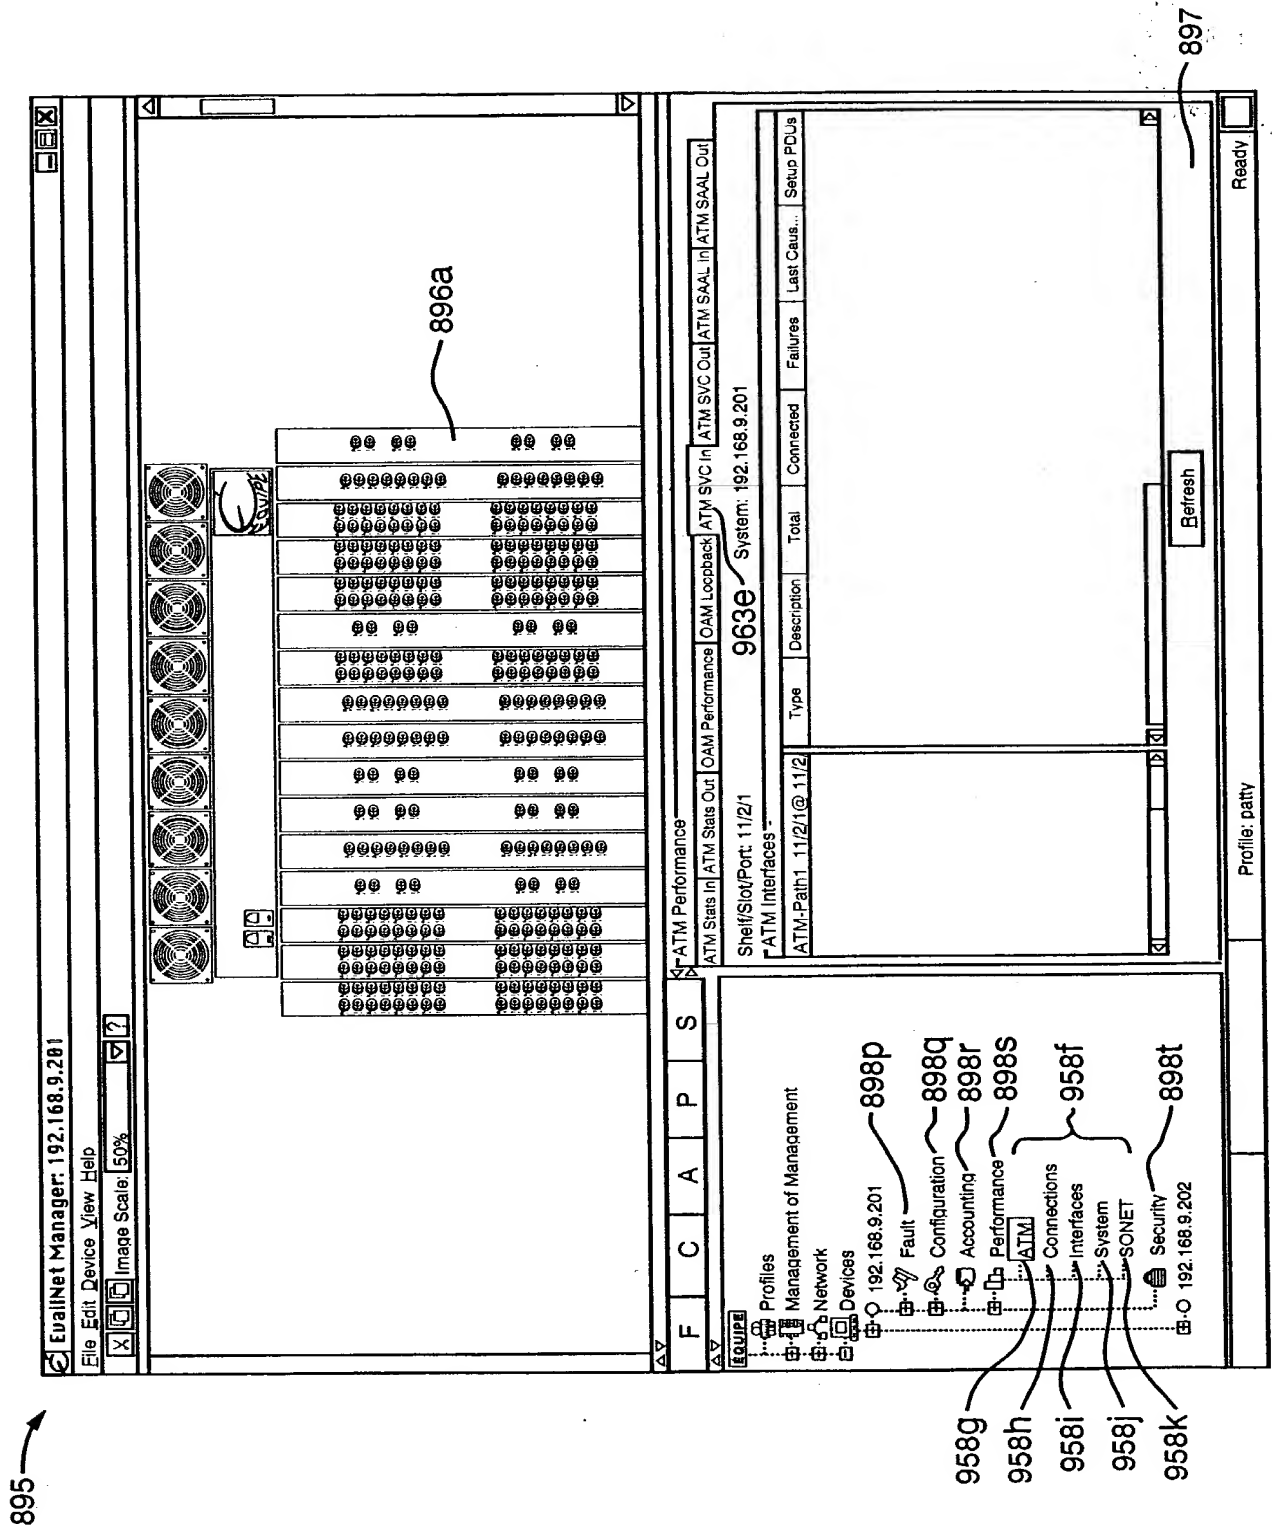 895
EualiNet Manager: 192.168.9.201
File Edit Device View Help
Image Scale: 50% ?
896a
F C A P S
EQUIPE
Profiles
Management of Management
Network
Devices
192.168.9.201
Fault
Configuration
Accounting
Performance
ATM
Connections
Interfaces
System
SONET
Security
192.168.9.202
898p
898q
898r
898s
958f
898t
958g
958h
958i
958j
958k
ATM Performance
ATM Stats In ATM Stats Out OAM Performance OAM Loopback ATM SVC In ATM SVC Out ATM SAAL In ATM SAAL Out
Shelf/Slot/Port: 11/2/1 System: 192.168.9.201
963e
ATM Interfaces
ATM-Path1 11/2/1@ 11/2
Type Description Total Connected Failures Last Caus... Setup PDUs
Refresh
897
Profile: patty Ready